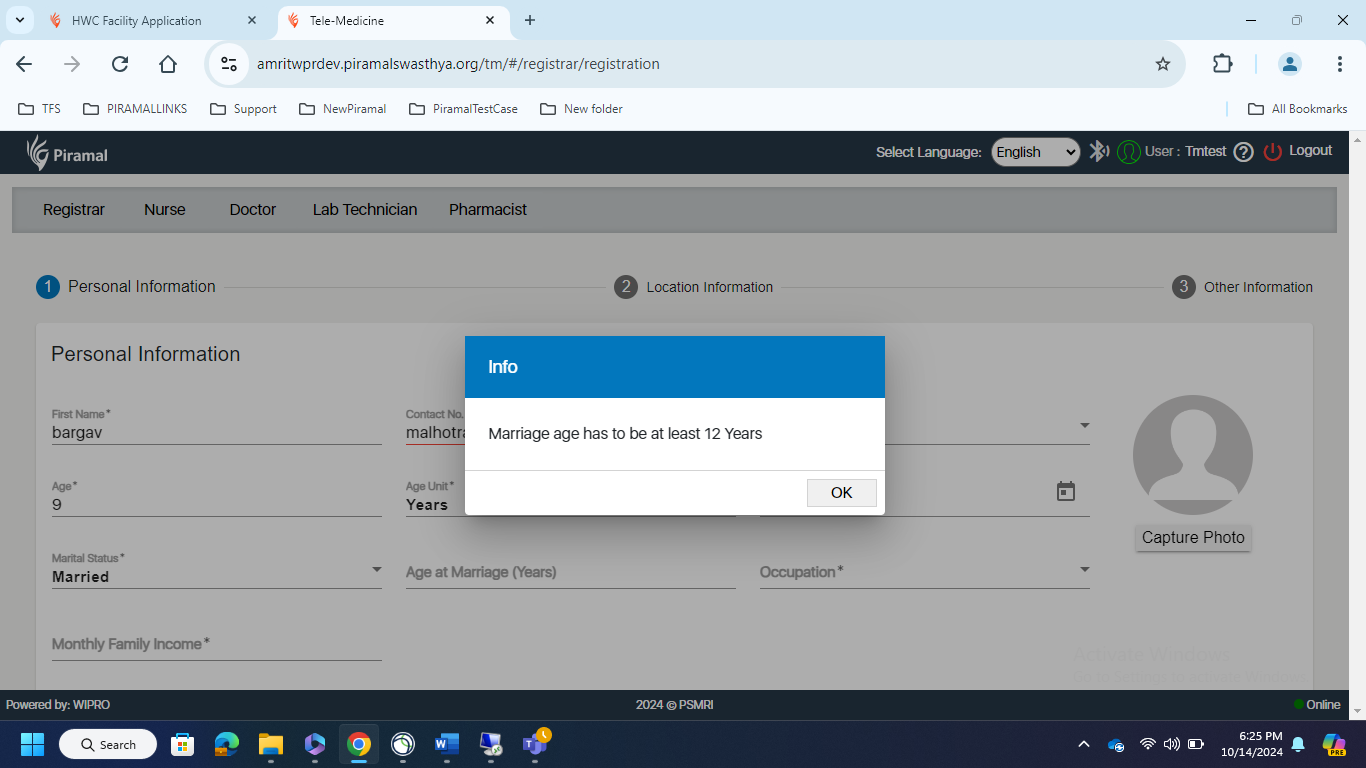 HWC Facility Application
Tele-Medicine
amritwprdev.piramalswasthya.org/tm/#/registrar/registration
TFS
PIRAMALLINKS
Support
NewPiramal
PiramalTestCase
New folder
All Bookmarks
Piramal
Select Language:
English
User : Tmtest
Logout
Registrar
Nurse
Doctor
Lab Technician
Pharmacist
1 Personal Information
2 Location Information
3 Other Information
Personal Information
Info
Marriage age has to be at least 12 Years
OK
First Name*
bargav
Contact No.
malhotra
Age*
9
Age Unit*
Years
Capture Photo
Marital Status*
Married
Age at Marriage (Years)
Occupation*
Monthly Family Income*
Activate Windows
Powered by: WIPRO
2024 © PSMRI
Online
Search
6:25 PM
10/14/2024
PRE